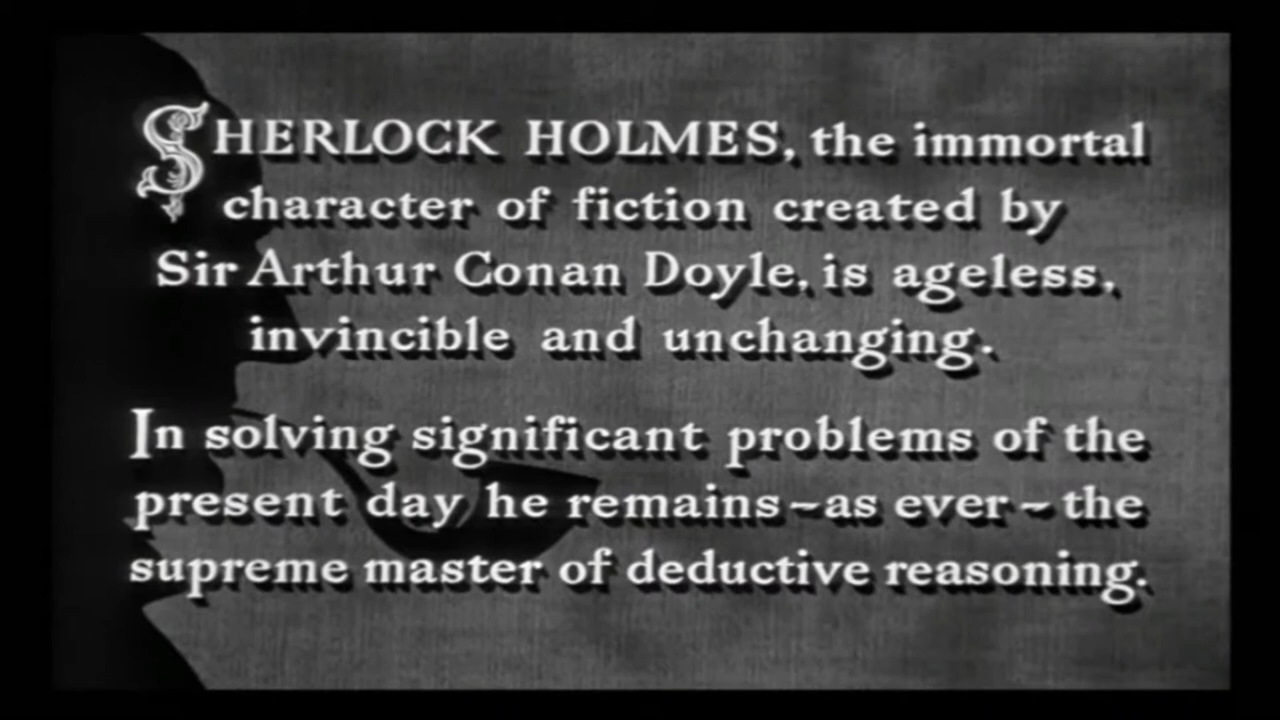 SHERLOCK HOLMES, the immortal
character of fiction created by
Sir Arthur Conan Doyle, is ageless,
invincible and unchanging.
In solving significant problems of the
present day he remains – as ever – the
supreme master of deductive reasoning.